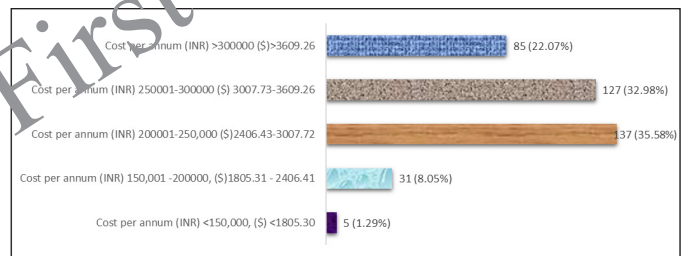 First
Cost per annum (INR) >300000 ($)>3609.26
85 (22.07%)
Cost per annum (INR) 250001-300000 ($) 3007.73-3609.26
127 (32.98%)
Cost per annum (INR) 200001-250,000 ($)2406.43-3007.72
137 (35.58%)
Cost per annum (INR) 150,001 -200000, ($)1805.31 - 2406.41
31 (8.05%)
Cost per annum (INR) <150,000, ($) <1805.30
5 (1.29%)